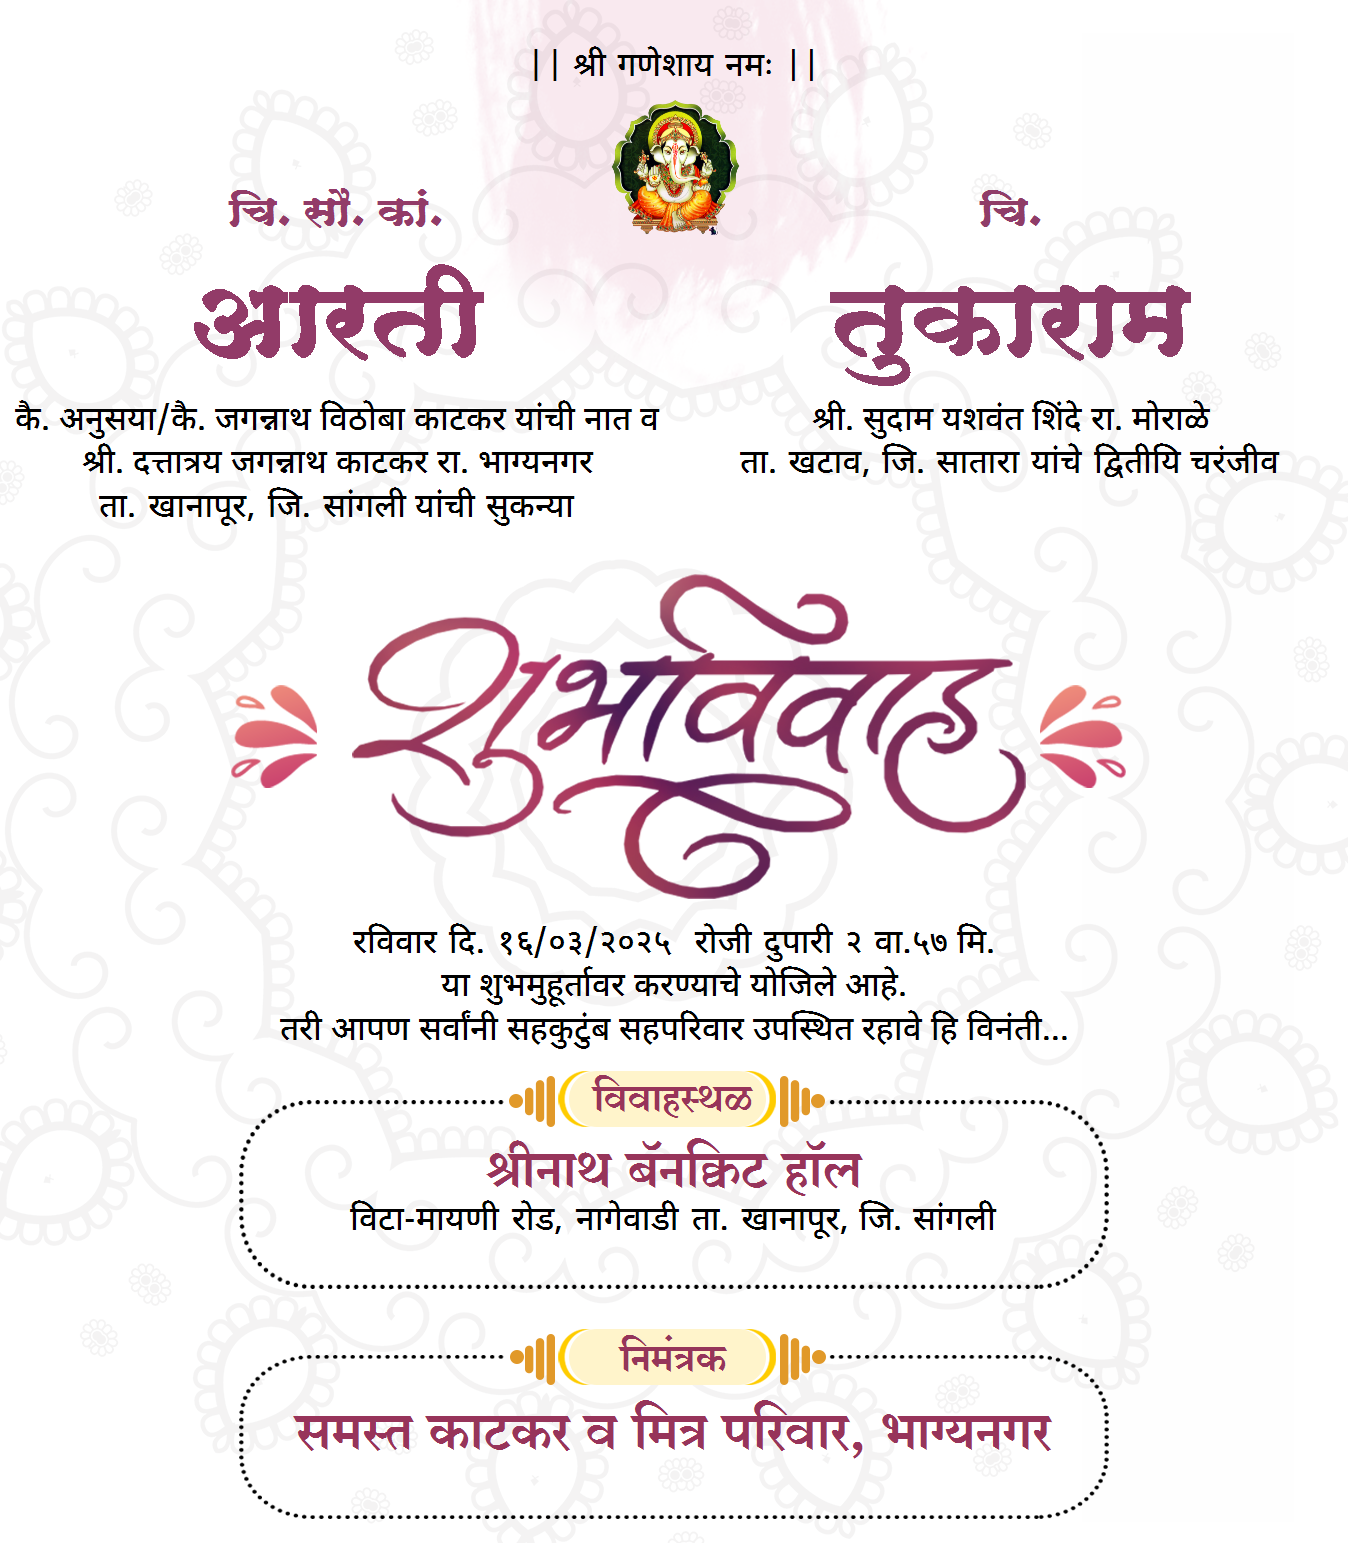 || श्री गणेशाय नमः ||
चि. सौ. कां.
आरती
कै. अनुसया/कै. जगन्नाथ विठोबा काटकर यांची नात व
श्री. दत्तात्रय जगन्नाथ काटकर रा. भाग्यनगर
ता. खानापूर, जि. सांगली यांची सुकन्या
चि.
तुकाराम
श्री. सुदाम यशवंत शिंदे रा. मोराळे
ता. खटाव, जि. सातारा यांचे द्वितीयि चरंजीव
शुभविवाह
रविवार दि. १६/०३/२०२५ रोजी दुपारी २ वा.५७ मि.
या शुभमुहूर्तावर करण्याचे योजिले आहे.
तरी आपण सर्वांनी सहकुटुंब सहपरिवार उपस्थित रहावे हि विनंती...
विवाहस्थळ
श्रीनाथ बॅनक्विट हॉल
विटा-मायणी रोड, नागेवाडी ता. खानापूर, जि. सांगली
निमंत्रक
समस्त काटकर व मित्र परिवार, भाग्यनगर